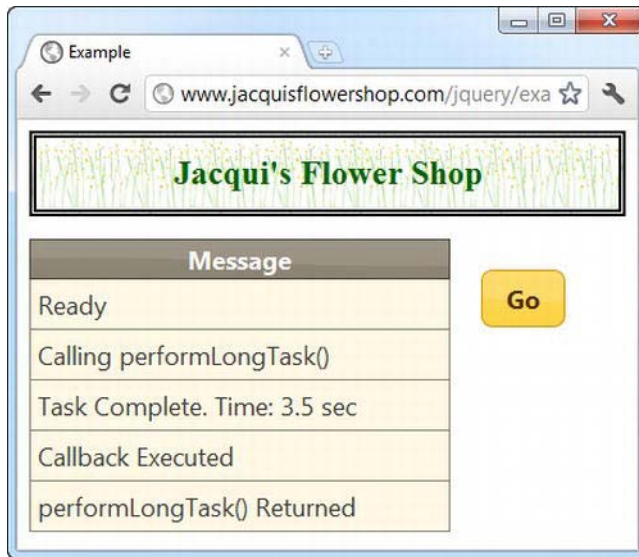 Example
www.jacquisflowershop.com/jquery/exa
Jacqui's Flower Shop
Message
Ready
Calling performLongTask()
Task Complete. Time: 3.5 sec
Callback Executed
performLongTask() Returned
Go